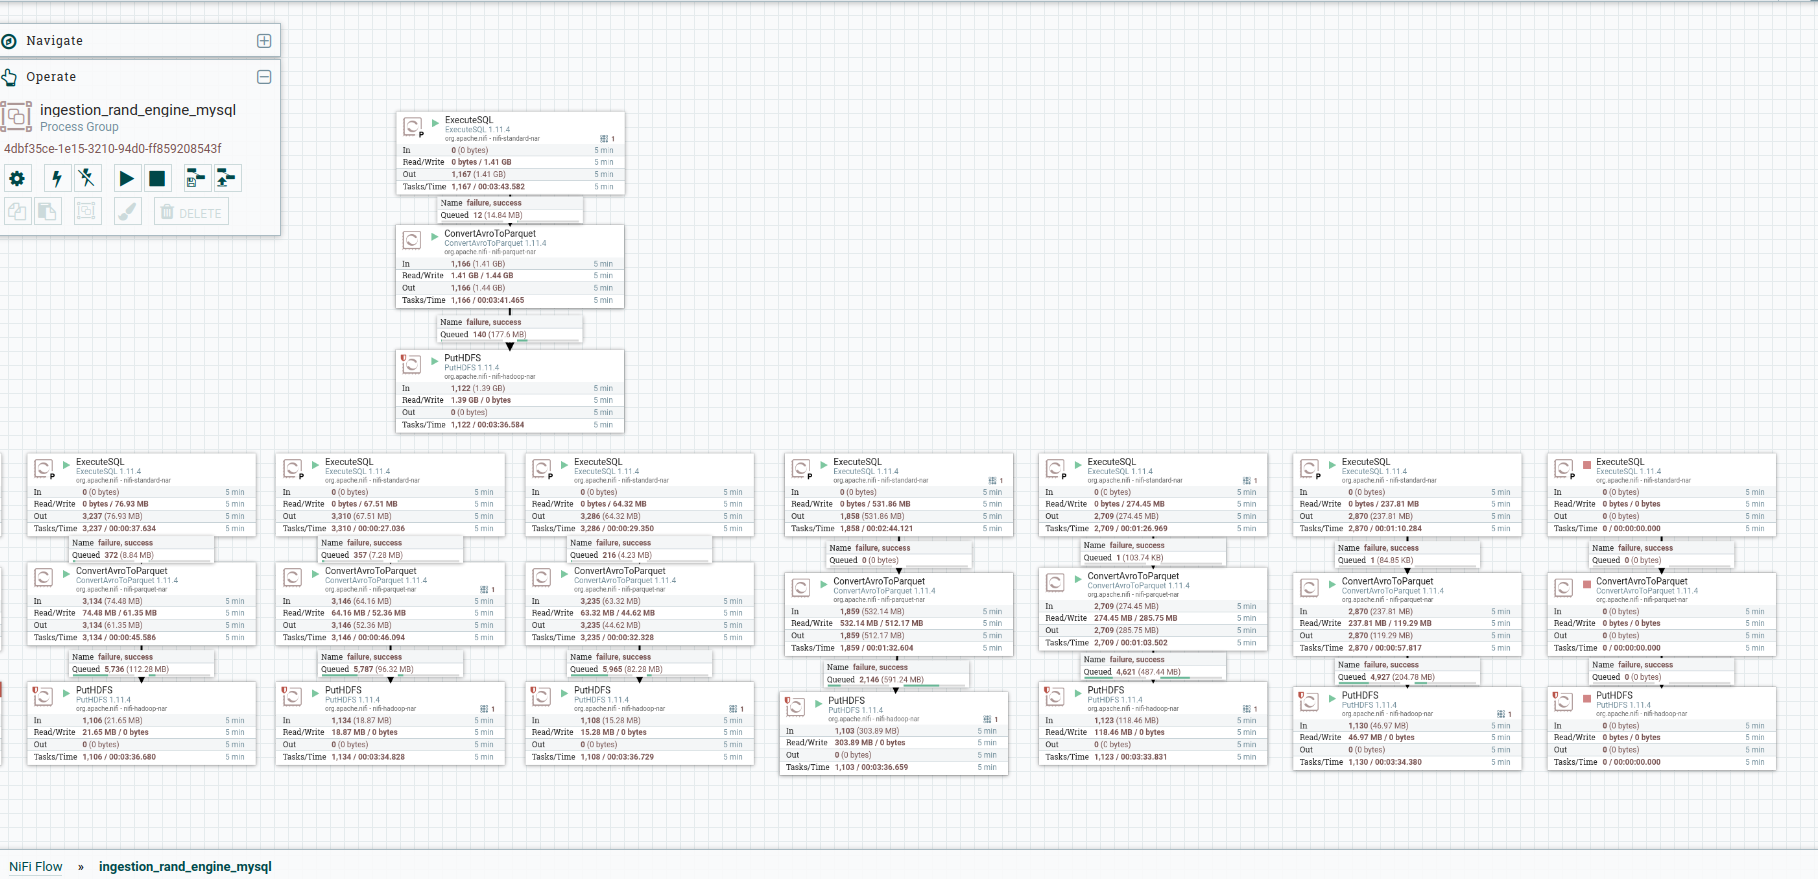 Navigate
Operate
ingestion_rand_engine_mysql
Process Group
4dbf35ce-1e15-3210-94d0-ff859208543f
DELETE
ExecuteSQL
ExecuteSQL 1.11.4
org.apache.nifi - nifi-standard-nar
1
In 0 (0 bytes) 5 min
Read/Write 0 bytes / 1.41 GB 5 min
Out 1,167 (1.41 GB) 5 min
Tasks/Time 1,167 / 00:03:43.582 5 min
Name failure, success
Queued 12 (14.84 MB)
ConvertAvroToParquet
ConvertAvroToParquet 1.11.4
org.apache.nifi - nifi-parquet-nar
In 1,166 (1.41 GB) 5 min
Read/Write 1.41 GB / 1.44 GB 5 min
Out 1,166 (1.44 GB) 5 min
Tasks/Time 1,166 / 00:03:41.465 5 min
Name failure, success
Queued 140 (177.6 MB)
PutHDFS
PutHDFS 1.11.4
org.apache.nifi - nifi-hadoop-nar
In 1,122 (1.39 GB) 5 min
Read/Write 1.39 GB / 0 bytes 5 min
Out 0 (0 bytes) 5 min
Tasks/Time 1,122 / 00:03:36.584 5 min
P
ExecuteSQL
ExecuteSQL 1.11.4
org.apache.nifi - nifi-standard-nar
In 0 (0 bytes) 5 min
Read/Write 0 bytes / 76.93 MB 5 min
Out 3,237 (76.93 MB) 5 min
Tasks/Time 3,237 / 00:00:37.634 5 min
Name failure, success
Queued 372 (8.84 MB)
ConvertAvroToParquet
ConvertAvroToParquet 1.11.4
org.apache.nifi - nifi-parquet-nar
In 3,134 (74.48 MB) 5 min
Read/Write 74.48 MB / 61.35 MB 5 min
Out 3,134 (61.35 MB) 5 min
Tasks/Time 3,134 / 00:00:45.586 5 min
Name failure, success
Queued 5,736 (112.28 MB)
PutHDFS
PutHDFS 1.11.4
org.apache.nifi - nifi-hadoop-nar
In 1,106 (21.65 MB) 5 min
Read/Write 21.65 MB / 0 bytes 5 min
Out 0 (0 bytes) 5 min
Tasks/Time 1,106 / 00:03:36.680 5 min
P
ExecuteSQL
ExecuteSQL 1.11.4
org.apache.nifi - nifi-standard-nar
In 0 (0 bytes) 5 min
Read/Write 0 bytes / 67.51 MB 5 min
Out 3,310 (67.51 MB) 5 min
Tasks/Time 3,310 / 00:00:27.036 5 min
Name failure, success
Queued 357 (7.28 MB)
ConvertAvroToParquet
ConvertAvroToParquet 1.11.4
org.apache.nifi - nifi-parquet-nar
1
In 3,146 (64.16 MB) 5 min
Read/Write 64.16 MB / 52.36 MB 5 min
Out 3,146 (52.36 MB) 5 min
Tasks/Time 3,146 / 00:00:46.094 5 min
Name failure, success
Queued 5,787 (96.32 MB)
PutHDFS
PutHDFS 1.11.4
org.apache.nifi - nifi-hadoop-nar
1
In 1,134 (18.87 MB) 5 min
Read/Write 18.87 MB / 0 bytes 5 min
Out 0 (0 bytes) 5 min
Tasks/Time 1,134 / 00:03:34.828 5 min
P
ExecuteSQL
ExecuteSQL 1.11.4
org.apache.nifi - nifi-standard-nar
In 0 (0 bytes) 5 min
Read/Write 0 bytes / 64.32 MB 5 min
Out 3,286 (64.32 MB) 5 min
Tasks/Time 3,286 / 00:00:29.350 5 min
Name failure, success
Queued 216 (4.23 MB)
ConvertAvroToParquet
ConvertAvroToParquet 1.11.4
org.apache.nifi - nifi-parquet-nar
In 3,235 (63.32 MB) 5 min
Read/Write 63.32 MB / 44.62 MB 5 min
Out 3,235 (44.62 MB) 5 min
Tasks/Time 3,235 / 00:00:32.328 5 min
Name failure, success
Queued 5,965 (82.28 MB)
PutHDFS
PutHDFS 1.11.4
org.apache.nifi - nifi-hadoop-nar
1
In 1,108 (15.28 MB) 5 min
Read/Write 15.28 MB / 0 bytes 5 min
Out 0 (0 bytes) 5 min
Tasks/Time 1,108 / 00:03:36.729 5 min
P
ExecuteSQL
ExecuteSQL 1.11.4
org.apache.nifi - nifi-standard-nar
1
In 0 (0 bytes) 5 min
Read/Write 0 bytes / 531.86 MB 5 min
Out 1,858 (531.86 MB) 5 min
Tasks/Time 1,858 / 00:02:44.121 5 min
Name failure, success
Queued 0 (0 bytes)
ConvertAvroToParquet
ConvertAvroToParquet 1.11.4
org.apache.nifi - nifi-parquet-nar
In 1,859 (532.14 MB) 5 min
Read/Write 532.14 MB / 512.17 MB 5 min
Out 1,859 (512.17 MB) 5 min
Tasks/Time 1,859 / 00:01:32.604 5 min
Name failure, success
Queued 2,146 (591.24 MB)
PutHDFS
PutHDFS 1.11.4
org.apache.nifi - nifi-hadoop-nar
1
In 1,103 (303.89 MB) 5 min
Read/Write 303.89 MB / 0 bytes 5 min
Out 0 (0 bytes) 5 min
Tasks/Time 1,103 / 00:03:36.659 5 min
P
ExecuteSQL
ExecuteSQL 1.11.4
org.apache.nifi - nifi-standard-nar
1
In 0 (0 bytes) 5 min
Read/Write 0 bytes / 274.45 MB 5 min
Out 2,709 (274.45 MB) 5 min
Tasks/Time 2,709 / 00:01:26.969 5 min
Name failure, success
Queued 1 (103.74 KB)
ConvertAvroToParquet
ConvertAvroToParquet 1.11.4
org.apache.nifi - nifi-parquet-nar
In 2,709 (274.45 MB) 5 min
Read/Write 274.45 MB / 285.75 MB 5 min
Out 2,709 (285.75 MB) 5 min
Tasks/Time 2,709 / 00:01:03.502 5 min
Name failure, success
Queued 4,621 (487.44 MB)
PutHDFS
PutHDFS 1.11.4
org.apache.nifi - nifi-hadoop-nar
1
In 1,123 (118.46 MB) 5 min
Read/Write 118.46 MB / 0 bytes 5 min
Out 0 (0 bytes) 5 min
Tasks/Time 1,123 / 00:03:33.831 5 min
P
ExecuteSQL
ExecuteSQL 1.11.4
org.apache.nifi - nifi-standard-nar
In 0 (0 bytes) 5 min
Read/Write 0 bytes / 237.81 MB 5 min
Out 2,870 (237.81 MB) 5 min
Tasks/Time 2,870 / 00:01:10.284 5 min
Name failure, success
Queued 1 (84.85 KB)
ConvertAvroToParquet
ConvertAvroToParquet 1.11.4
org.apache.nifi - nifi-parquet-nar
In 2,870 (237.81 MB) 5 min
Read/Write 237.81 MB / 119.29 MB 5 min
Out 2,870 (119.29 MB) 5 min
Tasks/Time 2,870 / 00:00:57.817 5 min
Name failure, success
Queued 4,927 (204.78 MB)
PutHDFS
PutHDFS 1.11.4
org.apache.nifi - nifi-hadoop-nar
1
In 1,130 (46.97 MB) 5 min
Read/Write 46.97 MB / 0 bytes 5 min
Out 0 (0 bytes) 5 min
Tasks/Time 1,130 / 00:03:34.380 5 min
P
ExecuteSQL
ExecuteSQL 1.11.4
org.apache.nifi - nifi-standard-nar
In 0 (0 bytes) 5 min
Read/Write 0 bytes / 0 bytes 5 min
Out 0 (0 bytes) 5 min
Tasks/Time 0 / 00:00:00.000 5 min
Name failure, success
Queued 0 (0 bytes)
ConvertAvroToParquet
ConvertAvroToParquet 1.11.4
org.apache.nifi - nifi-parquet-nar
In 0 (0 bytes) 5 min
Read/Write 0 bytes / 0 bytes 5 min
Out 0 (0 bytes) 5 min
Tasks/Time 0 / 00:00:00.000 5 min
Name failure, success
Queued 0 (0 bytes)
PutHDFS
PutHDFS 1.11.4
org.apache.nifi - nifi-hadoop-nar
In 0 (0 bytes) 5 min
Read/Write 0 bytes / 0 bytes 5 min
Out 0 (0 bytes) 5 min
Tasks/Time 0 / 00:00:00.000 5 min
P
NiFi Flow » ingestion_rand_engine_mysql